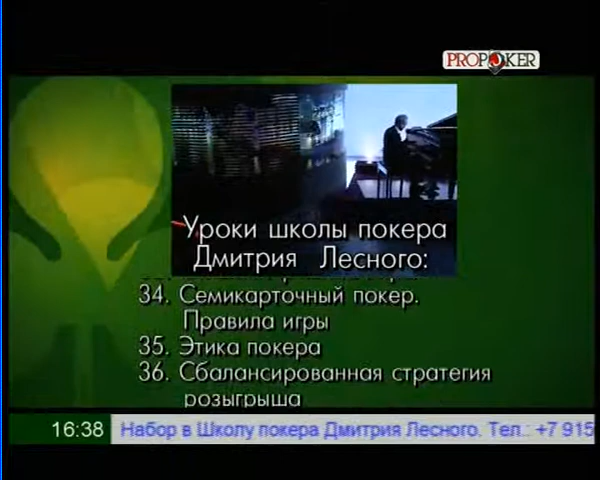 PROPOKER
Уроки школы покера
Дмитрия Лесного:
34. Семикарточный покер.
Правила игры
35. Этика покера
36. Сбалансированная стратегия
розыгрыша
16:38 Набор в Школу покера Дмитрия Лесного. Тел.: +7 915